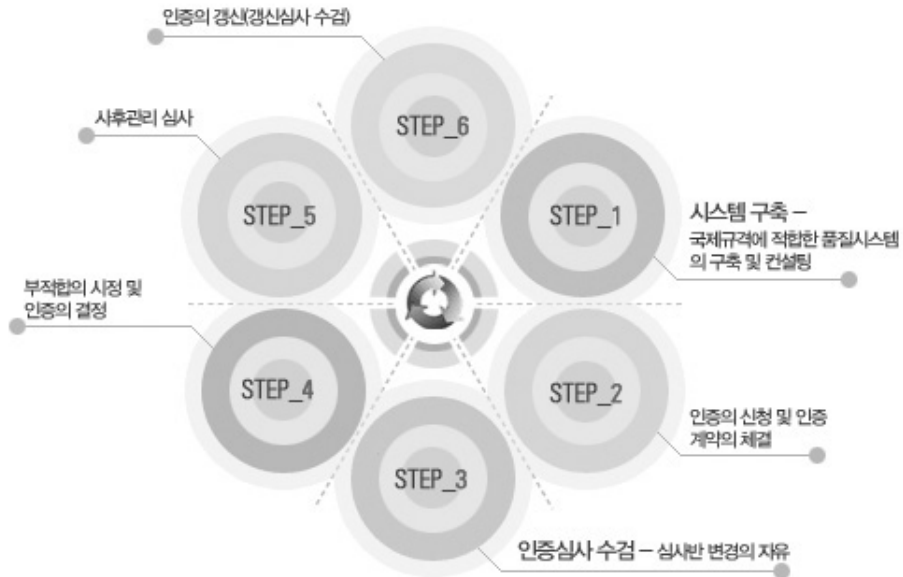 인증의 갱신(갱신심사 수검)
STEP_6
사후관리 심사
STEP_5
STEP_1
시스템 구축 –
국제규격에 적합한 품질시스템
의 구축 및 컨설팅
부적합의 시정 및
인증의 결정
STEP_4
STEP_2
인증의 신청 및 인증
계약의 체결
STEP_3
인증심사 수검 – 심사반 변경의 자유